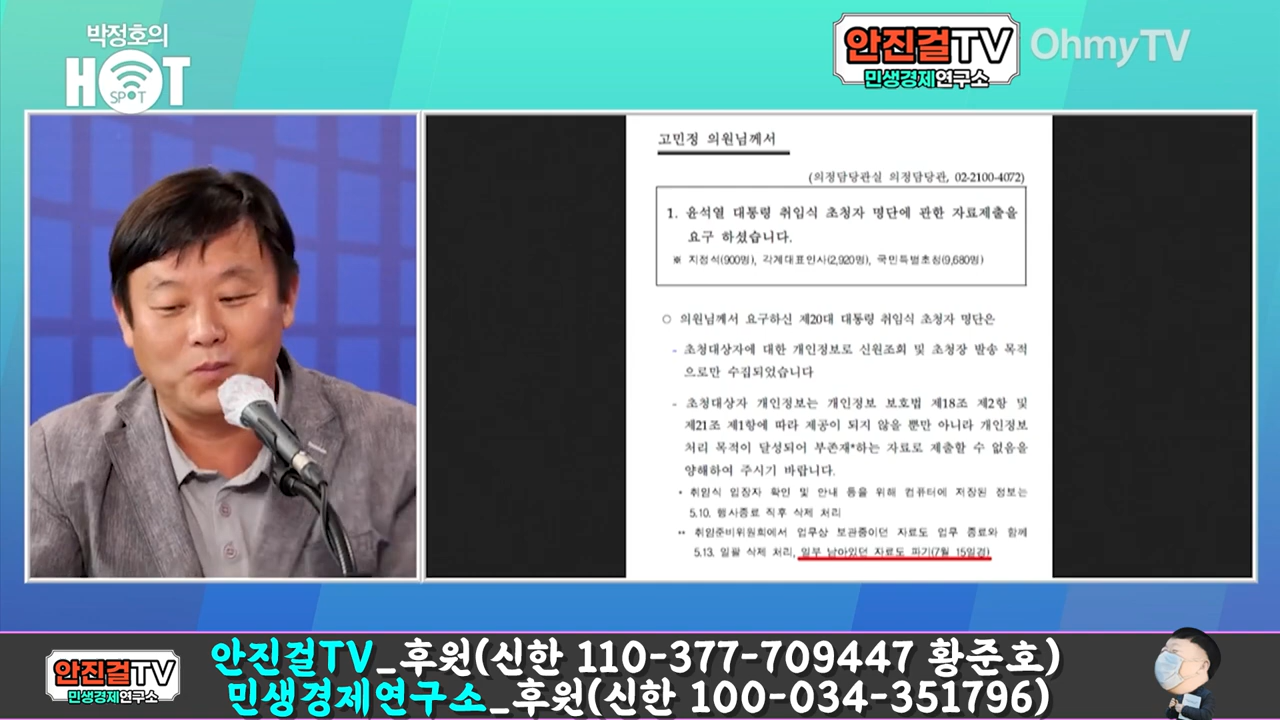 박정호의
HOT
SPOT
안진걸TV
민생경제연구소
OhmyTV
고민정 의원님께서
(의정담당관실 의정담당관, 02-2100-4072)
1. 윤석열 대통령 취임식 초청자 명단에 관한 자료제출을
요구 하셨습니다.
※ 지정석(900명), 각계대표인사(2,920명), 국민특별초청(9,680명)
○ 의원님께서 요구하신 제20대 대통령 취임식 초청자 명단은
- 초청대상자에 대한 개인정보로 신원조회 및 초청장 발송 목적
으로만 수집되었습니다
- 초청대상자 개인정보는 개인정보 보호법 제18조 제2항 및
제21조 제1항에 따라 제공이 되지 않을 뿐만 아니라 개인정보
처리 목적이 달성되어 부존재*하는 자료로 제출할 수 없음을
양해하여 주시기 바랍니다.
* 취임식 입장자 확인 및 안내 등을 위해 컴퓨터에 저장된 정보는
5.10. 행사종료 직후 삭제 처리
** 취임준비위원회에서 업무상 보관중이던 자료도 업무 종료와 함께
5.13. 일괄 삭제 처리, 일부 남아있던 자료도 파기(7월 15일경)
안진걸TV
민생경제연구소
안진걸TV_후원(신한 110-377-709447 황준호)
민생경제연구소_후원(신한 100-034-351796)